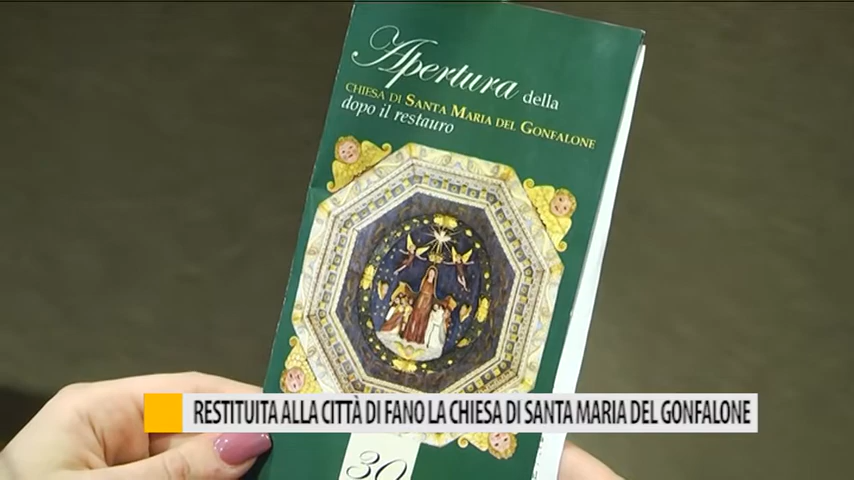 Apertura della
CHIESA DI SANTA MARIA DEL GONFALONE
dopo il restauro
RESTITUITA ALLA CITTÀ DI FANO LA CHIESA DI SANTA MARIA DEL GONFALONE
30